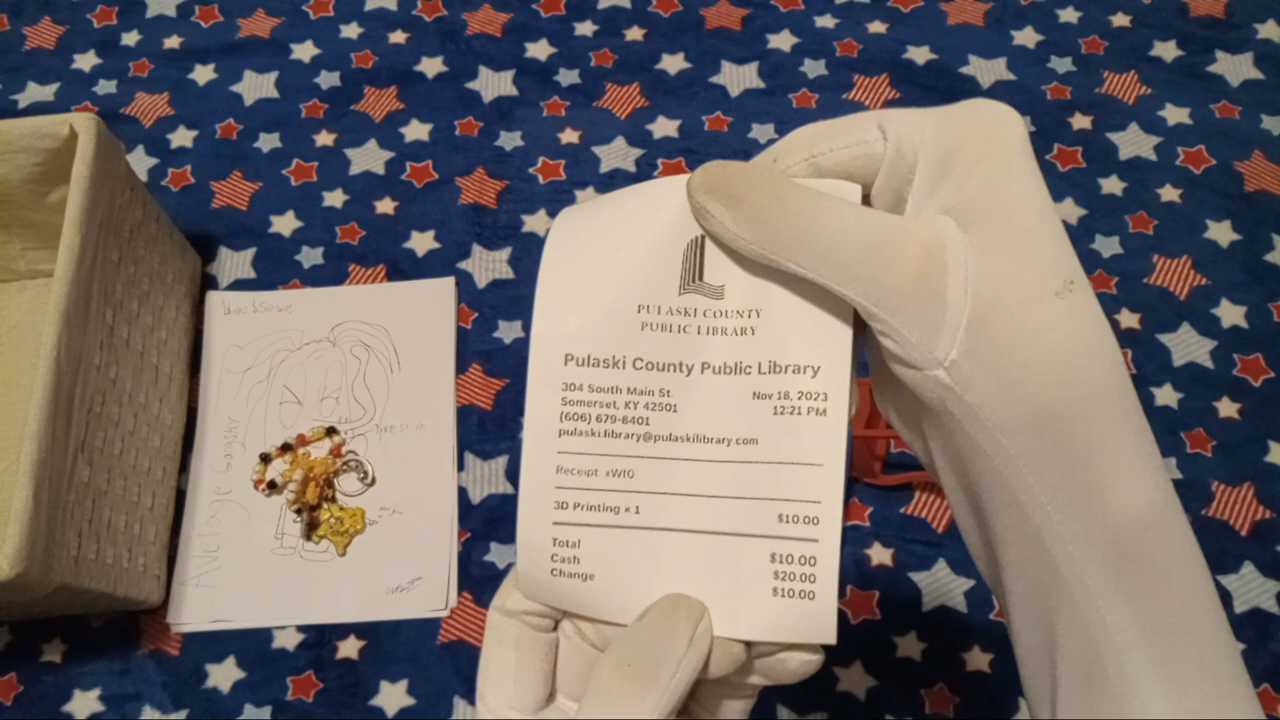 AVERAGE
PULASKI COUNTY
PUBLIC LIBRARY
Pulaski County Public Library
304 South Main St.
Somerset, KY 42501
(606) 679-8401
pulaski.library@pulaskilibrary.com
Nov 18, 2023
12:21 PM
Receipt: xWf0
3D Printing x 1 $10.00
Total $10.00
Cash $20.00
Change $10.00